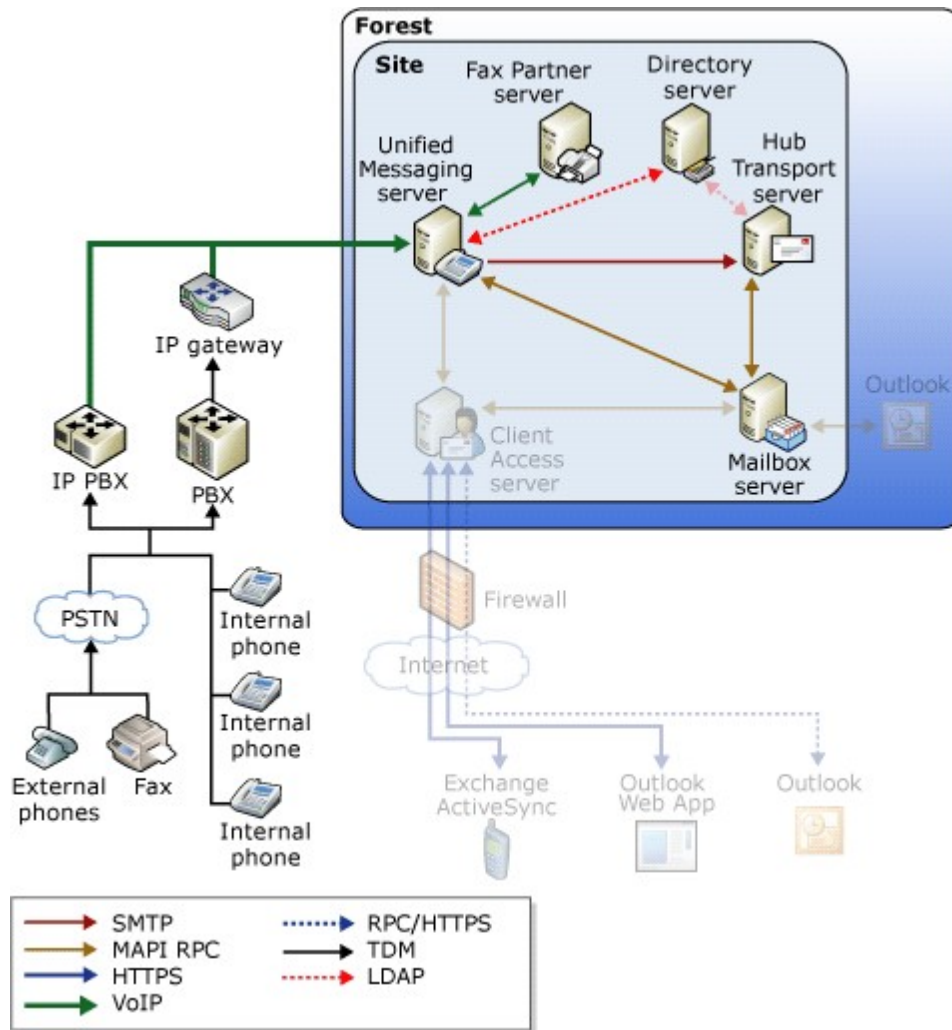 Forest
Site
Fax Partner
server
Directory
server
Unified
Messaging
server
Hub
Transport
server
IP gateway
Outlook
IP PBX
PBX
Client
Access
server
Mailbox
server
PSTN
Internal
phone
Firewall
Internet
Internal
phone
External
phones
Fax
Internal
phone
Exchange
ActiveSync
Outlook
Web App
Outlook
SMTP
RPC/HTTPS
MAPI RPC
TDM
HTTPS
LDAP
VoIP